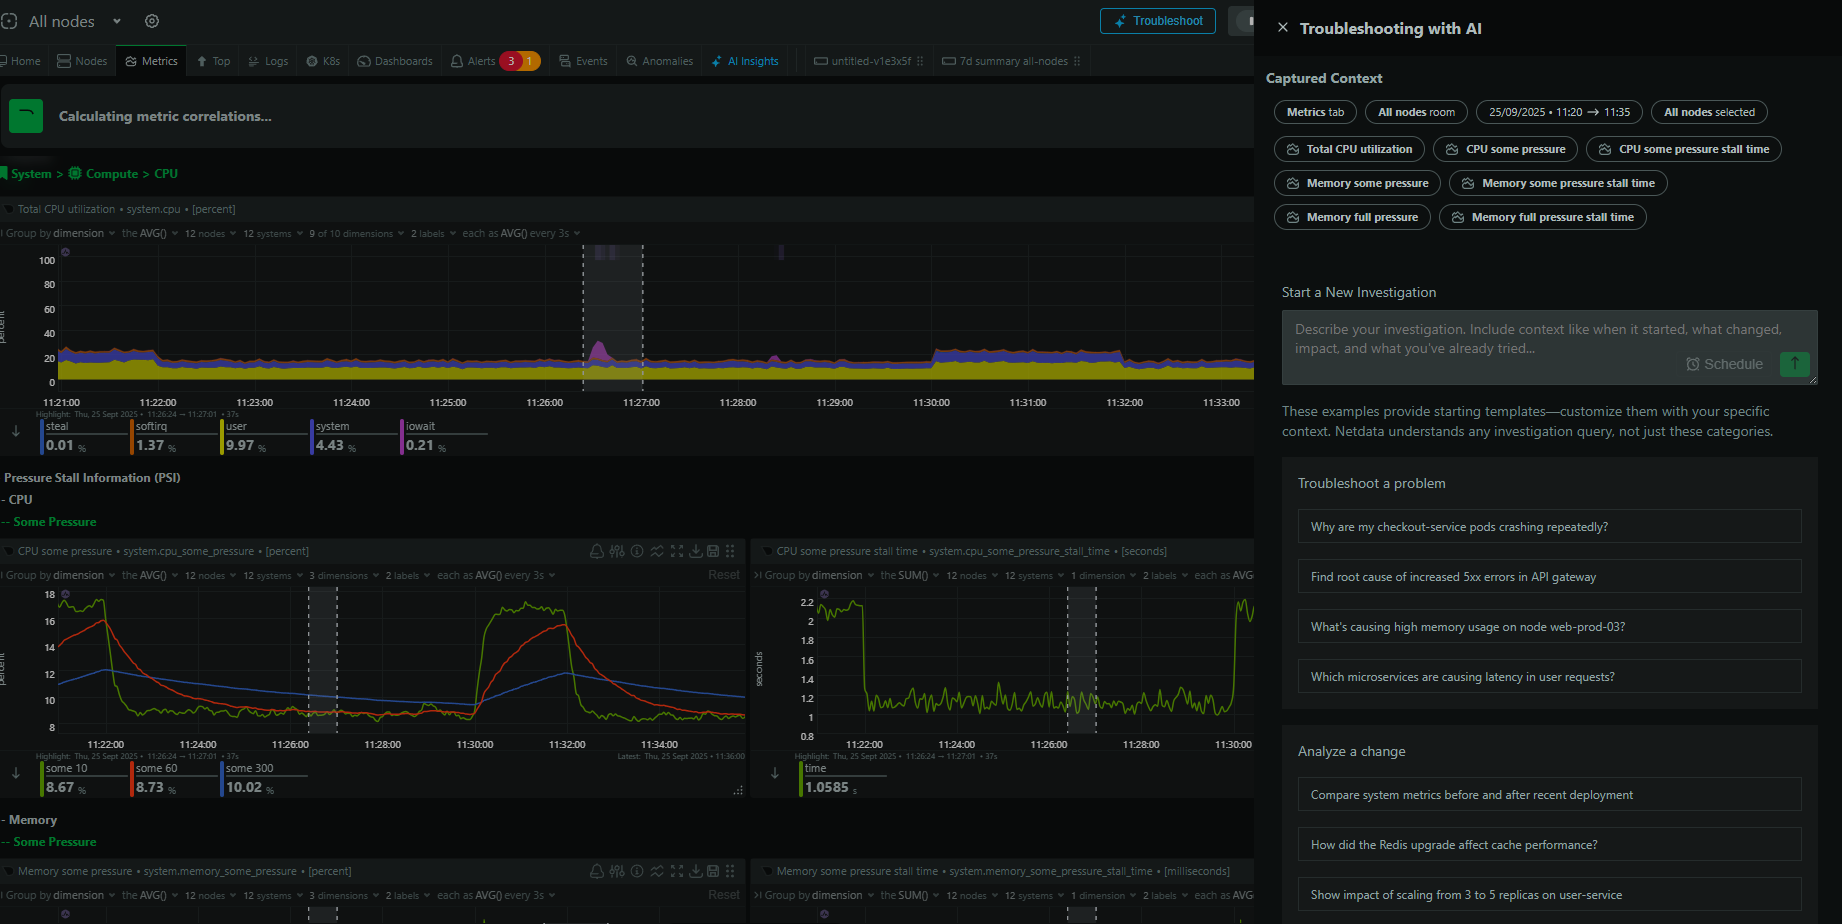 All nodes
Troubleshoot
Home Nodes Metrics Top Logs K8s Dashboards Alerts 3 1 Events Anomalies AI Insights untitled-v1e3x5f 7d summary all-nodes
Calculating metric correlations...
System > Compute > CPU
Total CPU utilization • system.cpu • [percent]
Group by dimension the AVG() 12 nodes 12 systems 9 of 10 dimensions 2 labels each as AVG() every 3s
percent
100
80
60
40
20
0
11:21:00 11:22:00 11:23:00 11:24:00 11:25:00 11:26:00 11:27:00 11:28:00 11:29:00 11:30:00 11:31:00 11:32:00 11:33:00
Highlight: Thu, 25 Sept 2025 • 11:26:24 → 11:27:01 • 37s
steal softirq user system iowait
0.01 % 1.37 % 9.97 % 4.43 % 0.21 %
Pressure Stall Information (PSI)
- CPU
-- Some Pressure
CPU some pressure • system.cpu_some_pressure • [percent]
Group by dimension the AVG() 12 nodes 12 systems 3 dimensions 2 labels each as AVG() every 3s Reset
percent
18
16
14
12
10
8
11:22:00 11:24:00 11:26:00 11:28:00 11:30:00 11:32:00 11:34:00
Highlight: Thu, 25 Sept 2025 • 11:26:24 → 11:27:01 • 37s Latest: Thu, 25 Sept 2025 • 11:36:00
some 10 some 60 some 300
8.67 % 8.73 % 10.02 %
CPU some pressure stall time • system.cpu_some_pressure_stall_time • [seconds]
Group by dimension the SUM() 12 nodes 12 systems 1 dimension 2 labels each as AVG
seconds
2.2
2
1.8
1.6
1.4
1.2
1
0.8
11:22:00 11:24:00 11:26:00 11:28:00 11:30:00
Highlight: Thu, 25 Sept 2025 • 11:26:24 → 11:27:01 • 37s
time
1.0585 s
- Memory
-- Some Pressure
Memory some pressure • system.memory_some_pressure • [percent]
Group by dimension the AVG() 12 nodes 12 systems 3 dimensions 2 labels each as AVG() every 3s Reset
Memory some pressure stall time • system.memory_some_pressure_stall_time • [milliseconds]
Group by dimension the SUM() 12 nodes 12 systems 1 dimension 2 labels each as AVG
Troubleshooting with AI
Captured Context
Metrics tab All nodes room 25/09/2025 • 11:20 → 11:35 All nodes selected
Total CPU utilization CPU some pressure CPU some pressure stall time
Memory some pressure Memory some pressure stall time
Memory full pressure Memory full pressure stall time
Start a New Investigation
Describe your investigation. Include context like when it started, what changed,
impact, and what you've already tried...
Schedule
These examples provide starting templates—customize them with your specific
context. Netdata understands any investigation query, not just these categories.
Troubleshoot a problem
Why are my checkout-service pods crashing repeatedly?
Find root cause of increased 5xx errors in API gateway
What's causing high memory usage on node web-prod-03?
Which microservices are causing latency in user requests?
Analyze a change
Compare system metrics before and after recent deployment
How did the Redis upgrade affect cache performance?
Show impact of scaling from 3 to 5 replicas on user-service